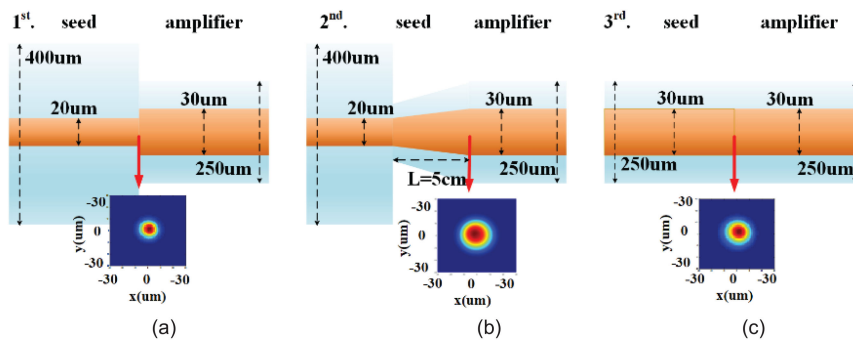 1st. seed amplifier
400um
20um
30um
250um
-30
0
30
y(um)
-30 0 -30
x(um)
(a)
2nd. seed amplifier
400um
20um
30um
250um
L=5cm
-30
0
-30
y(um)
-30 0 -30
x(um)
(b)
3rd. seed amplifier
30um
30um
250um
250um
-30
0
-30
y(um)
-30 0 -30
x(um)
(c)